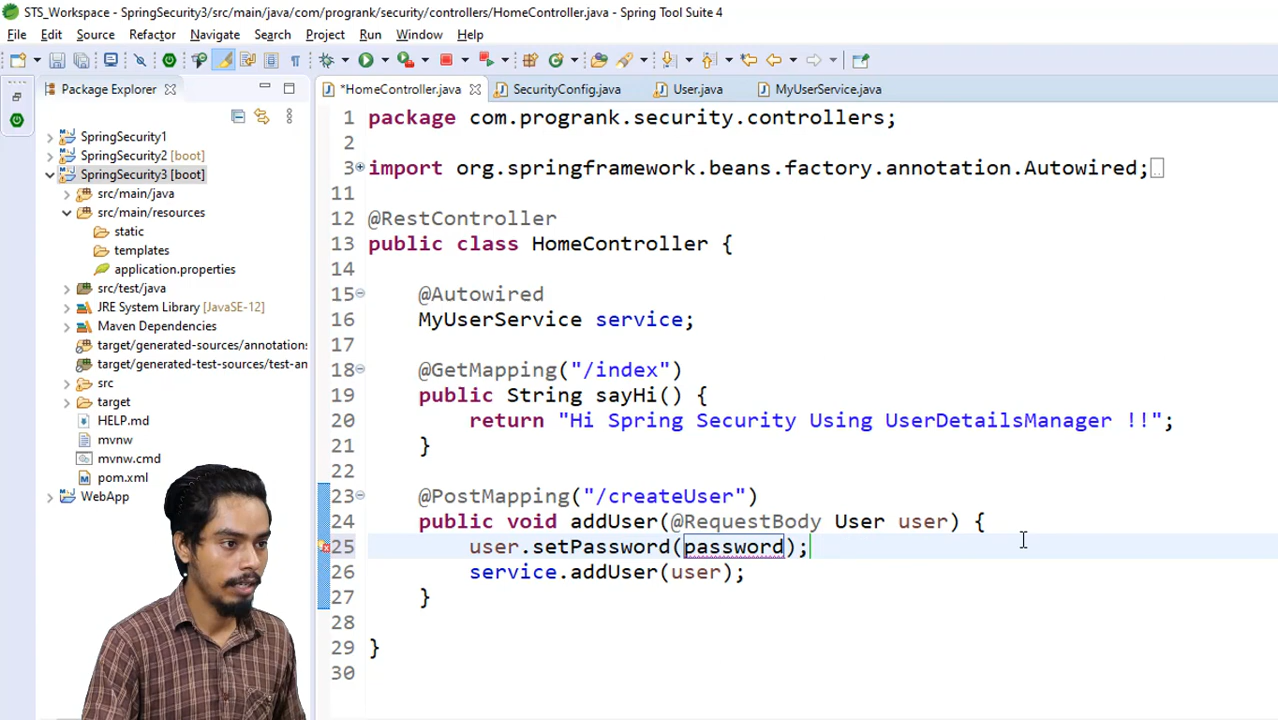 STS_Workspace - SpringSecurity3/src/main/java/com/progrank/security/controllers/HomeController.java - Spring Tool Suite 4
File Edit Source Refactor Navigate Search Project Run Window Help
Package Explorer
*HomeController.java SecurityConfig.java User.java MyUserService.java
SpringSecurity1
SpringSecurity2 [boot]
SpringSecurity3 [boot]
src/main/java
src/main/resources
static
templates
application.properties
src/test/java
JRE System Library [JavaSE-12]
Maven Dependencies
target/generated-sources/annotations
target/generated-test-sources/test-an
src
target
HELP.md
mvnw
mvnw.cmd
pom.xml
WebApp
1 package com.progrank.security.controllers;
2
3 import org.springframework.beans.factory.annotation.Autowired;
11
12 @RestController
13 public class HomeController {
14
15 @Autowired
16 MyUserService service;
17
18 @GetMapping("/index")
19 public String sayHi() {
20 return "Hi Spring Security Using UserDetailsManager !!";
21 }
22
23 @PostMapping("/createUser")
24 public void addUser(@RequestBody User user) {
25 user.setPassword(password);
26 service.addUser(user);
27 }
28
29 }
30